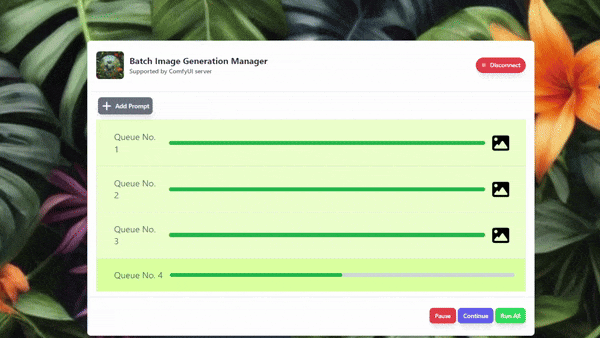 Batch Image Generation Manager
Supported by ComfyUI server
Disconnect
Add Prompt
Queue No.
1
Queue No.
2
Queue No.
3
Queue No. 4
Pause
Continue
Run All